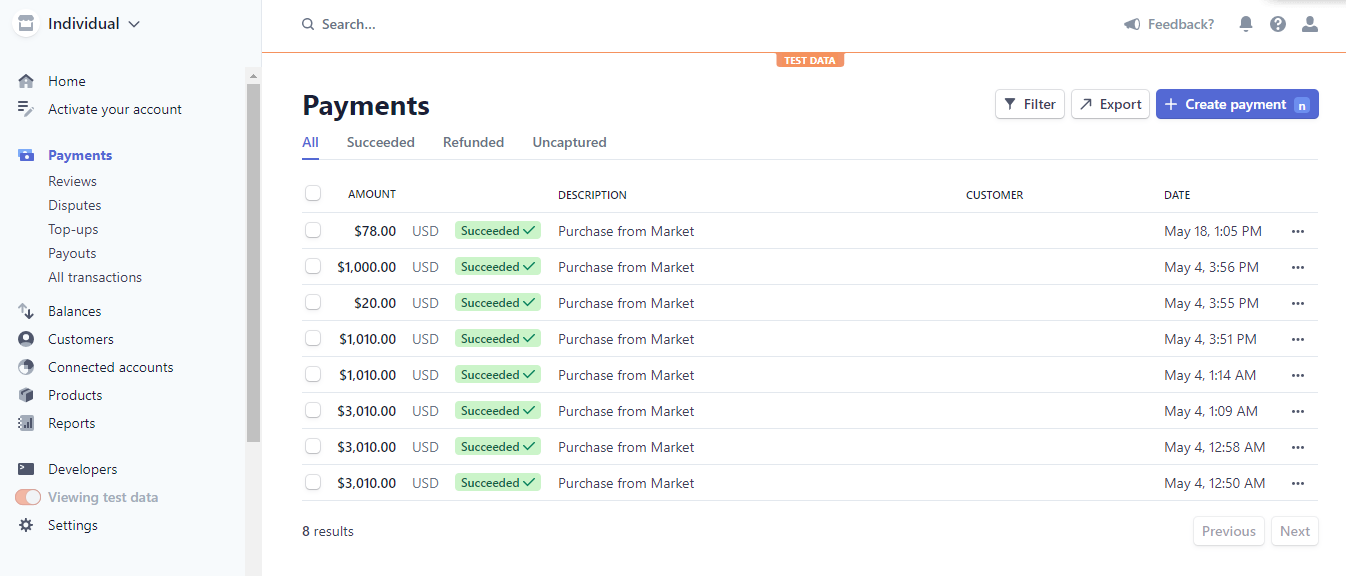 Individual
Search...
Feedback?
TEST DATA
Home
Activate your account
Payments
Reviews
Disputes
Top-ups
Payouts
All transactions
Balances
Customers
Connected accounts
Products
Reports
Developers
Viewing test data
Settings
Payments
Filter
Export
Create payment n
All Succeeded Refunded Uncaptured
AMOUNT DESCRIPTION CUSTOMER DATE
$78.00 USD Succeeded Purchase from Market May 18, 1:05 PM
$1,000.00 USD Succeeded Purchase from Market May 4, 3:56 PM
$20.00 USD Succeeded Purchase from Market May 4, 3:55 PM
$1,010.00 USD Succeeded Purchase from Market May 4, 3:51 PM
$1,010.00 USD Succeeded Purchase from Market May 4, 1:14 AM
$3,010.00 USD Succeeded Purchase from Market May 4, 1:09 AM
$3,010.00 USD Succeeded Purchase from Market May 4, 12:58 AM
$3,010.00 USD Succeeded Purchase from Market May 4, 12:50 AM
8 results
Previous Next